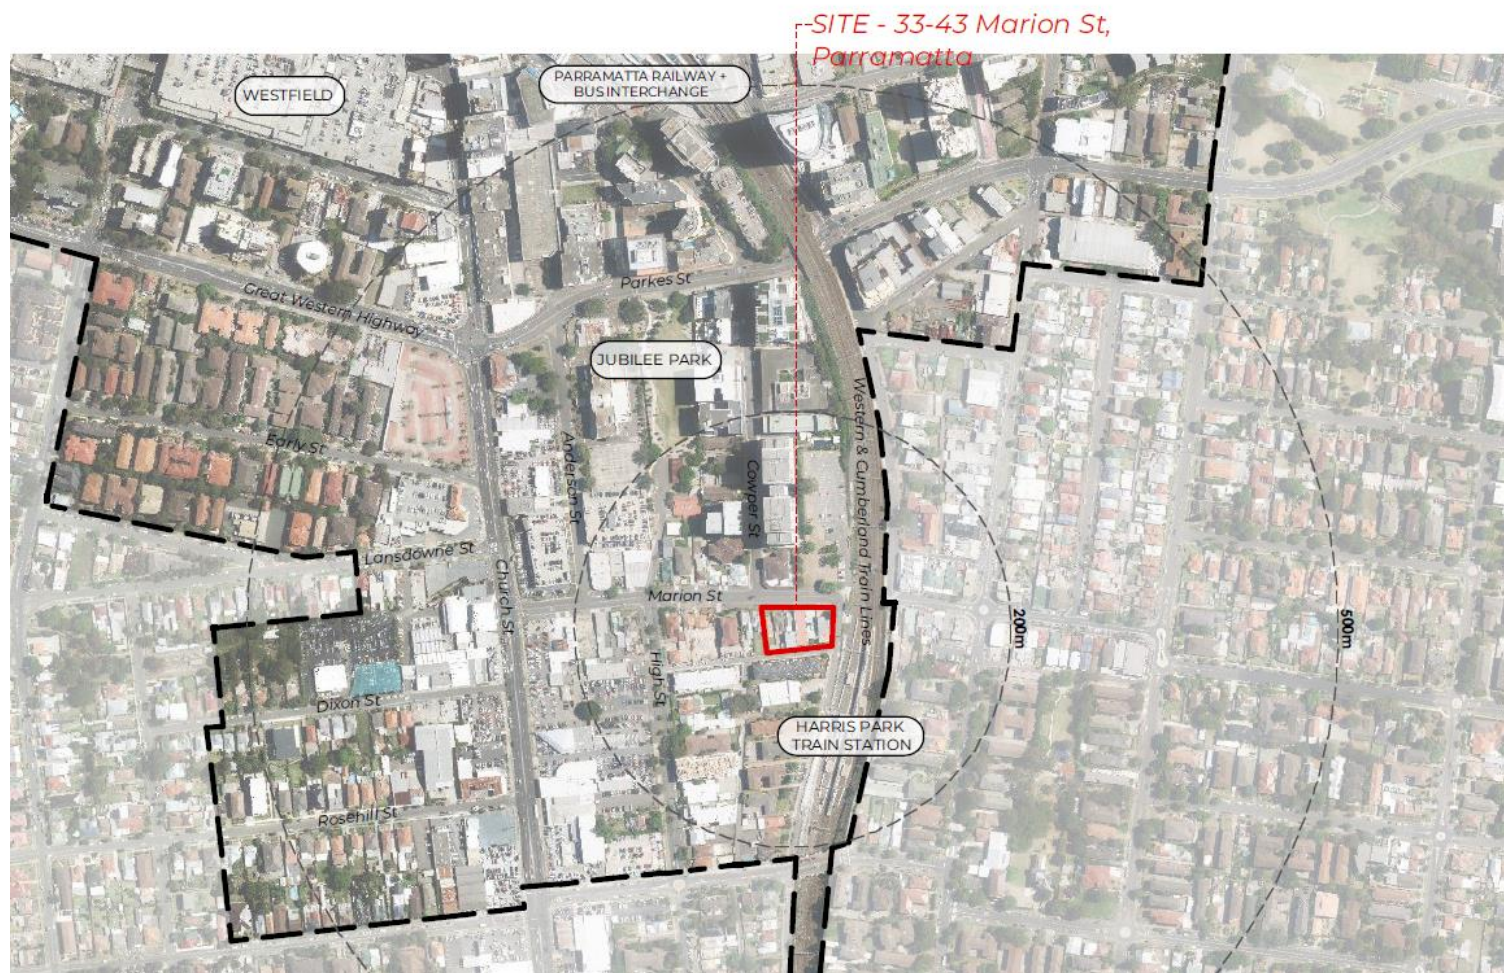 SITE - 33-43 Marion St,
Parramatta
WESTFIELD
PARRAMATTA RAILWAY +
BUS INTERCHANGE
Parkes St
Great Western Highway
JUBILEE PARK
Western & Cumberland Train Lines
Early St
Anderson St
Cowper St
Lansdowne St
Church St
Marion St
200m
500m
High St
Dixon St
HARRIS PARK
TRAIN STATION
Rosehill St